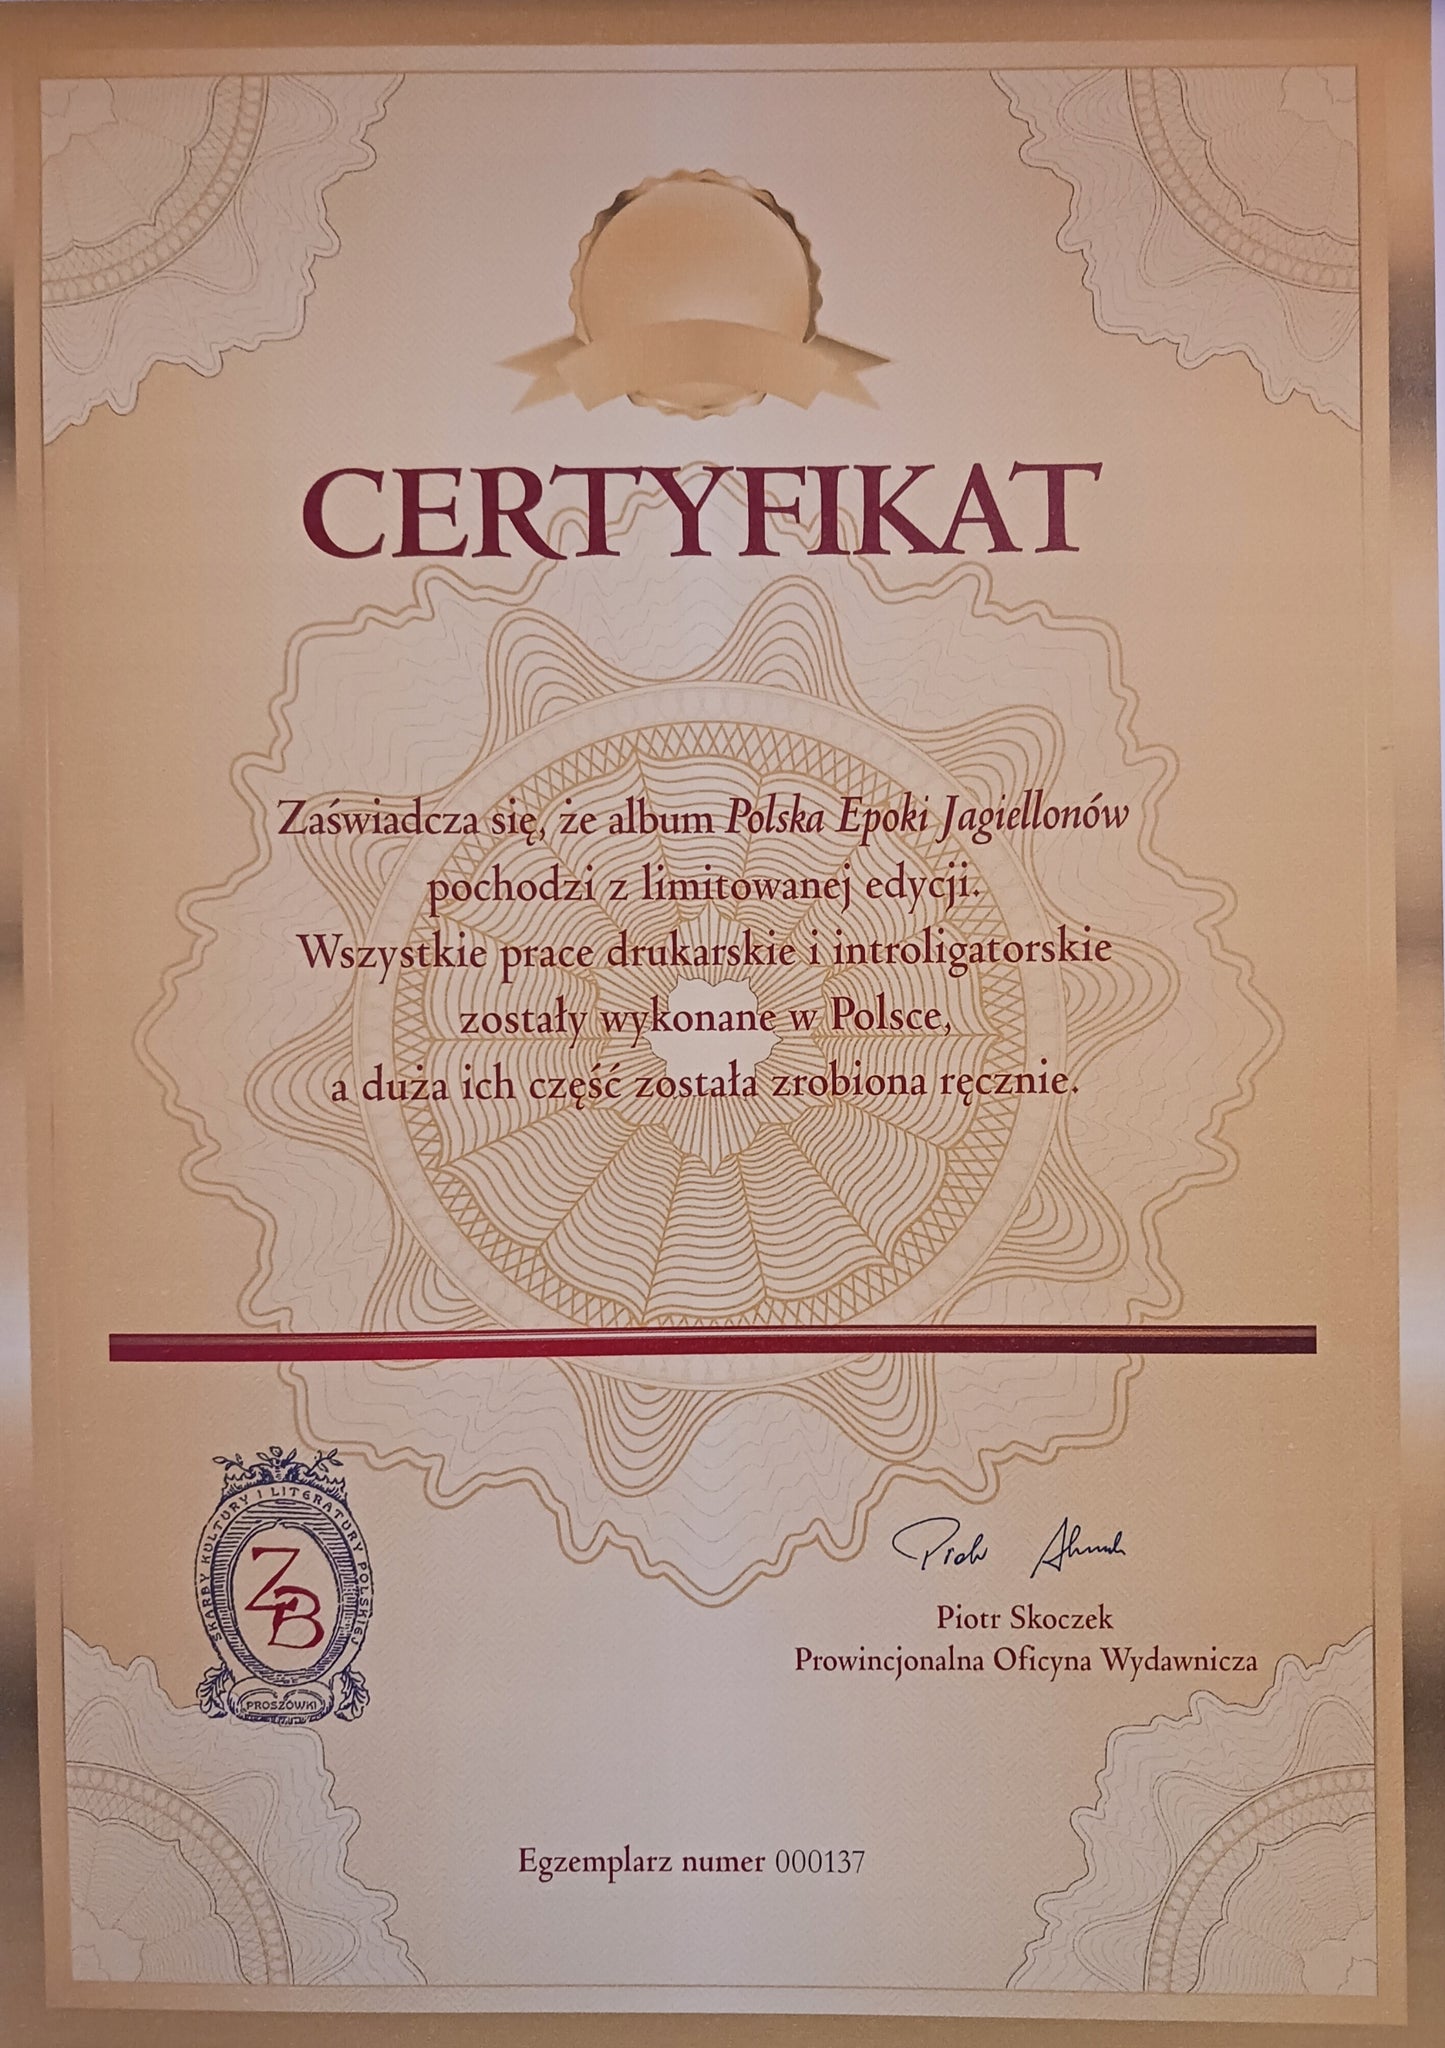 CERTYFIKAT
Zaświadcza się, że album Polska Epoki Jagiellonów
pochodzi z limitowanej edycji.
Wszystkie prace drukarskie i introligatorskie
zostały wykonane w Polsce,
a duża ich część została zrobiona ręcznie.
SKARBY KULTURY I LITERATURY POLSKIEJ
ZB
PROSZÓWKI
Piotr Skoczek
Prowincjonalna Oficyna Wydawnicza
Egzemplarz numer 000137